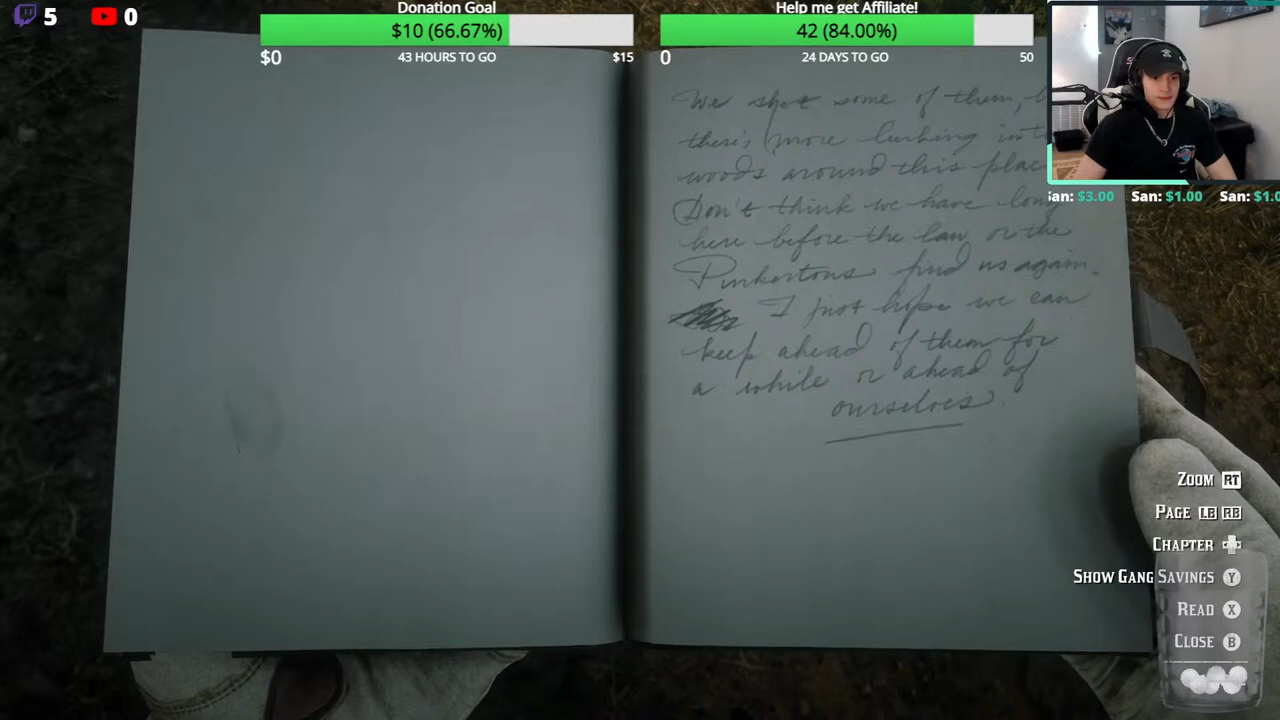 5
0
Donation Goal
$10 (66.67%)
$0
43 HOURS TO GO
$15
Help me get Affiliate!
42 (84.00%)
0
24 DAYS TO GO
50
San: $3.00 San: $1.00 San: $1.0
We shot some of them,
there's more lurking
woods around this place
Don't think we have long
here before the law or the
Pinkertons find us again.
I just hope we can
keep ahead of them for
a while or ahead of
ourselves.
ZOOM RT
PAGE LB RB
CHAPTER
SHOW GANG SAVINGS Y
READ X
CLOSE B